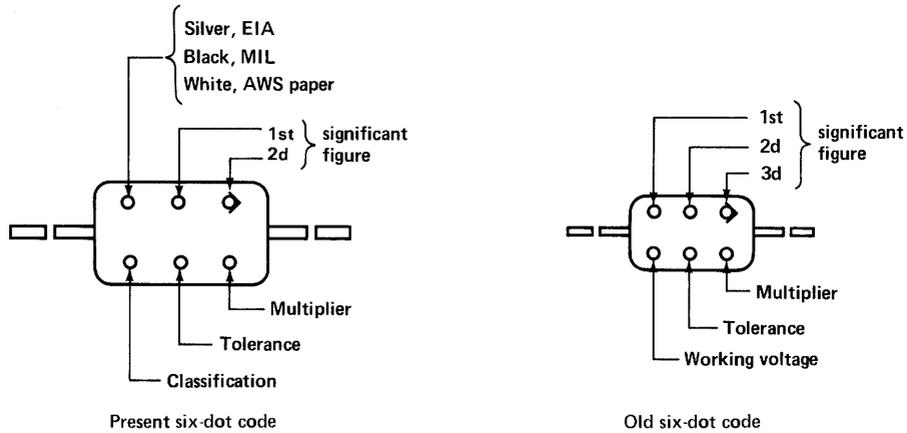 Silver, EIA
Black, MIL
White, AWS paper
1st
2d
significant
figure
Multiplier
Tolerance
Classification
Present six-dot code
1st
2d
3d
significant
figure
Multiplier
Tolerance
Working voltage
Old six-dot code